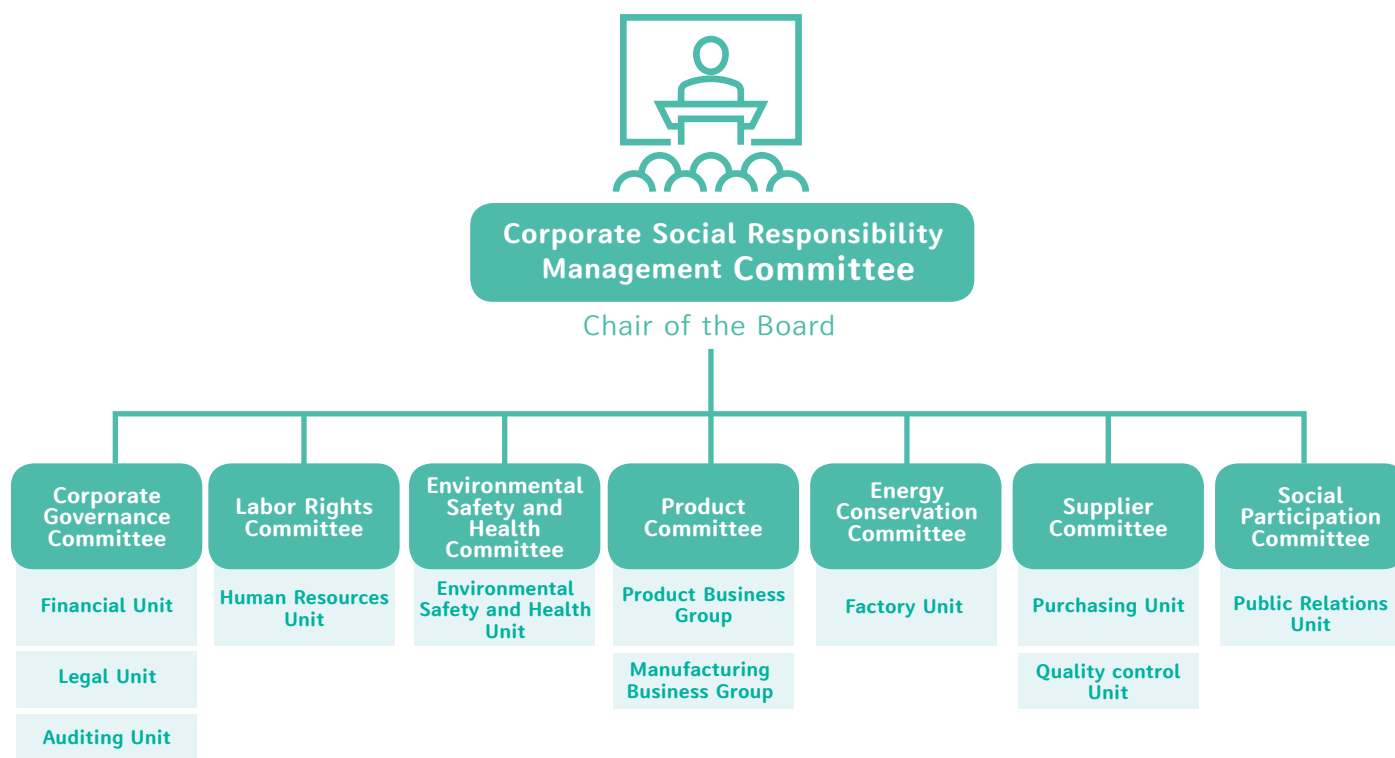 Corporate Social Responsibility
Management Committee
Chair of the Board
Corporate
Governance
Committee
Financial Unit
Legal Unit
Auditing Unit
Labor Rights
Committee
Human Resources
Unit
Environmental
Safety and
Health
Committee
Environmental
Safety and Health
Unit
Product
Committee
Product Business
Group
Manufacturing
Business Group
Energy
Conservation
Committee
Factory Unit
Supplier
Committee
Purchasing Unit
Quality control
Unit
Social
Participation
Committee
Public Relations
Unit